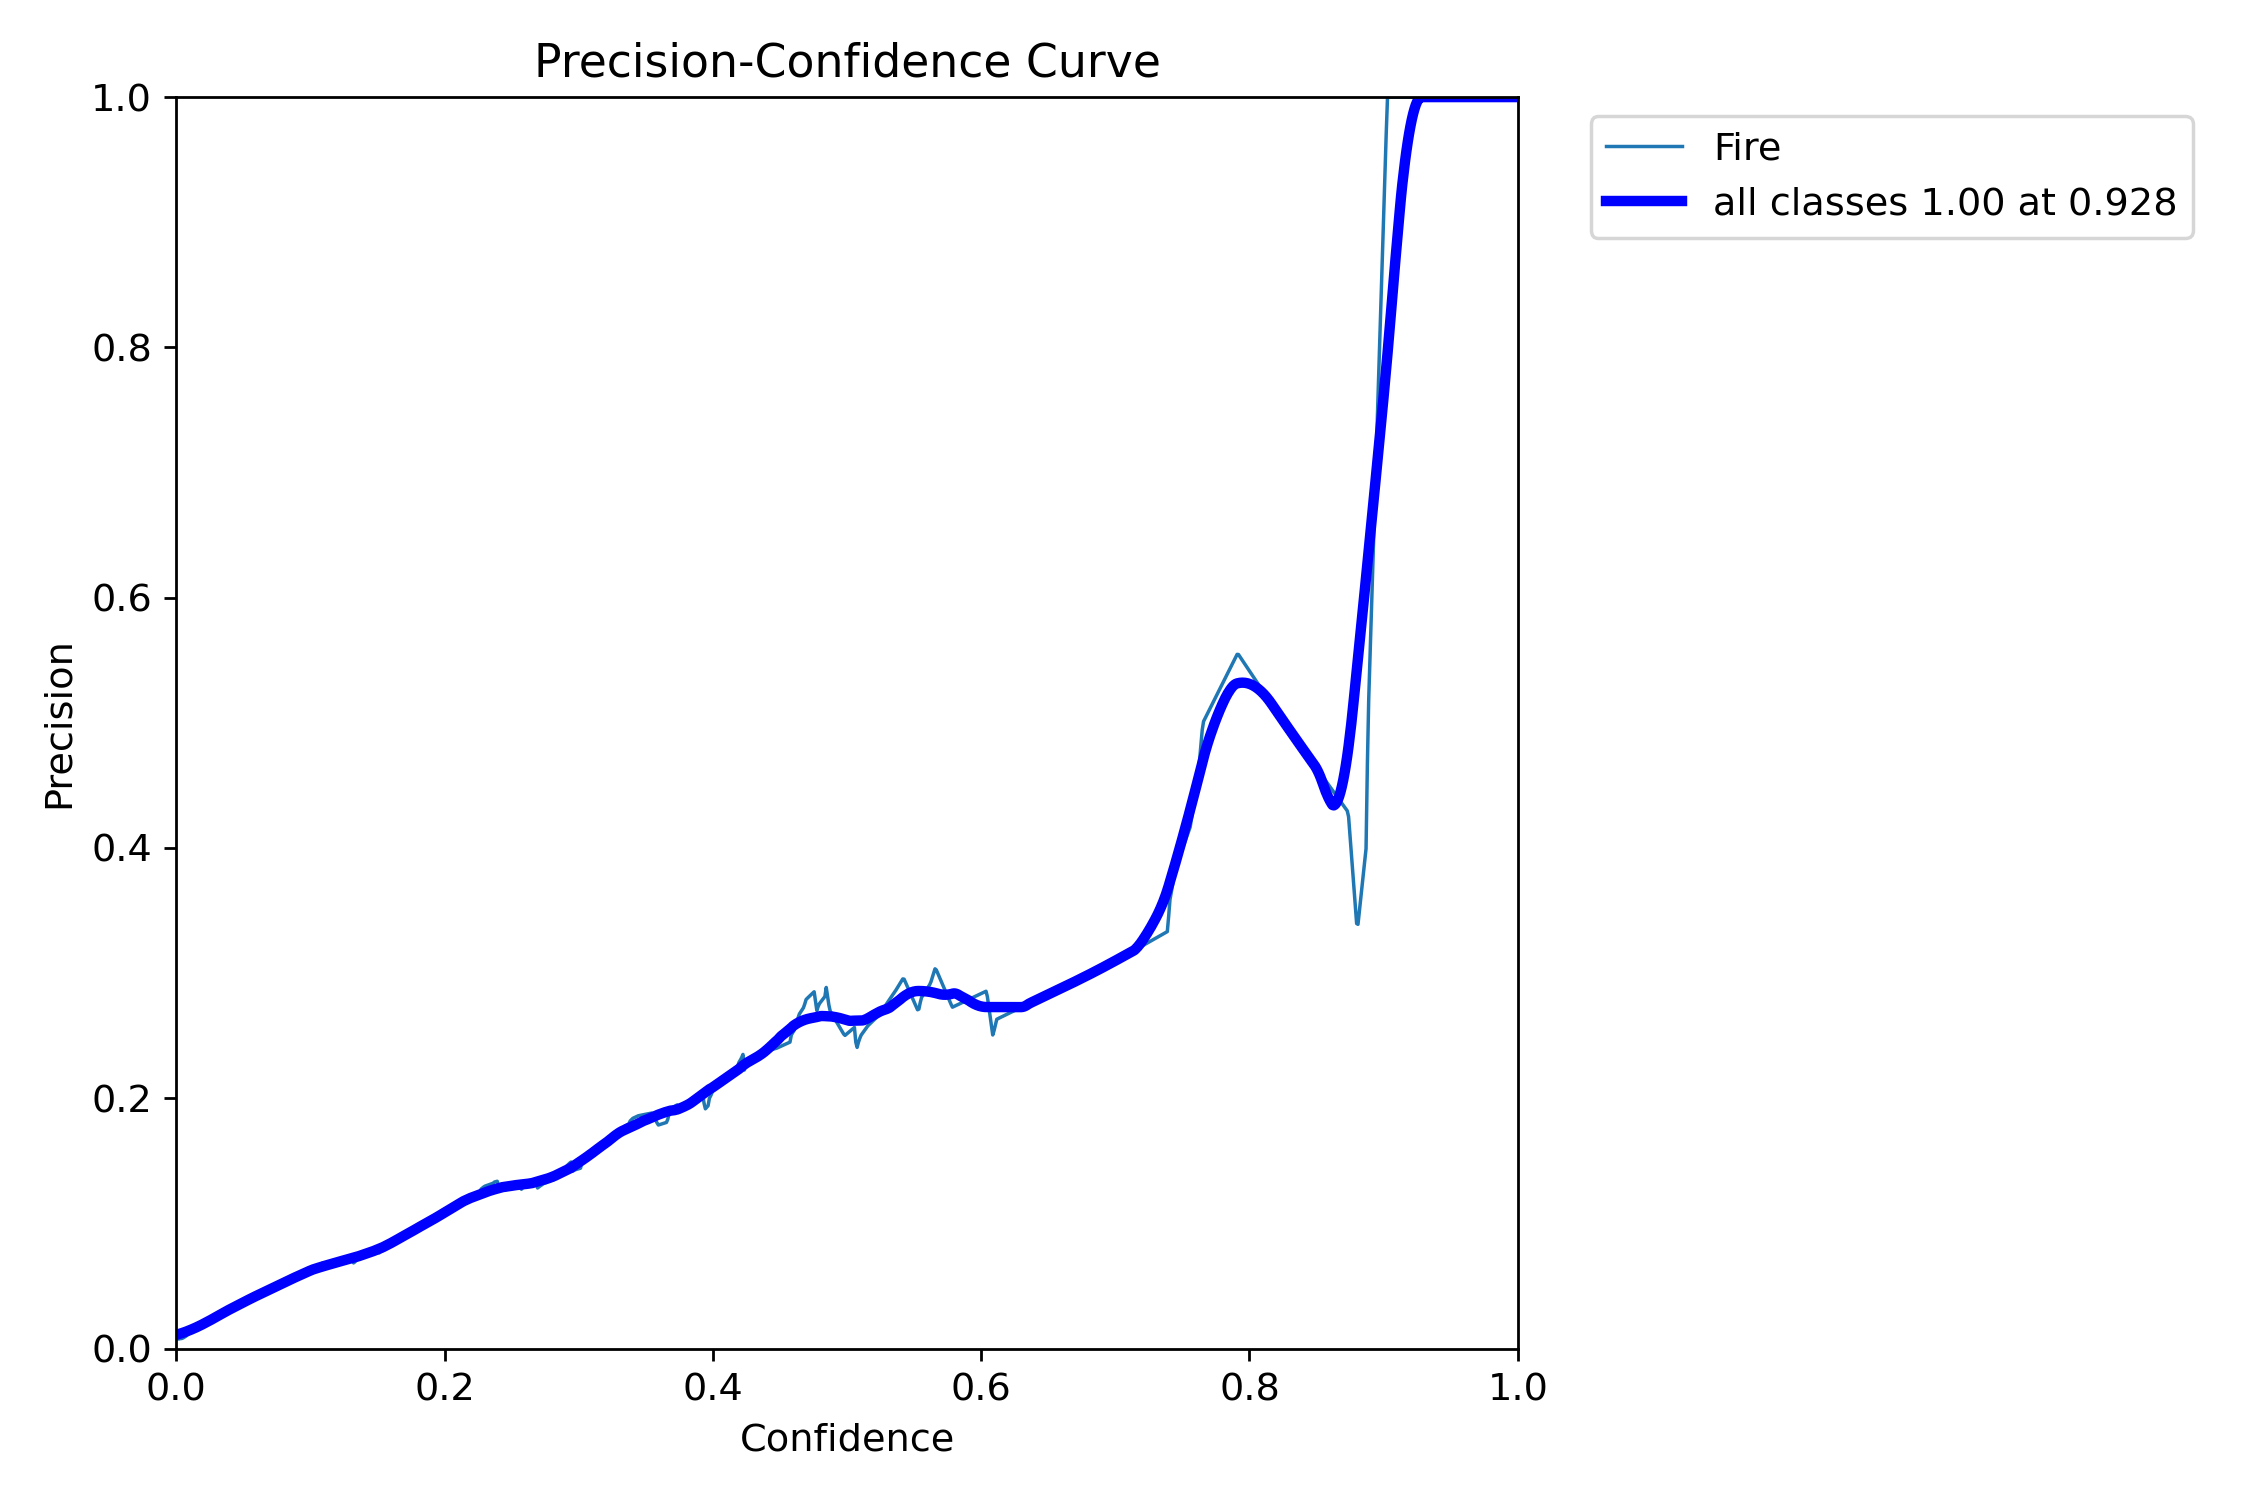 Precision-Confidence Curve
1.0
0.8
0.6
0.4
0.2
0.0
Precision
0.0 0.2 0.4 0.6 0.8 1.0
Confidence
Fire
all classes 1.00 at 0.928